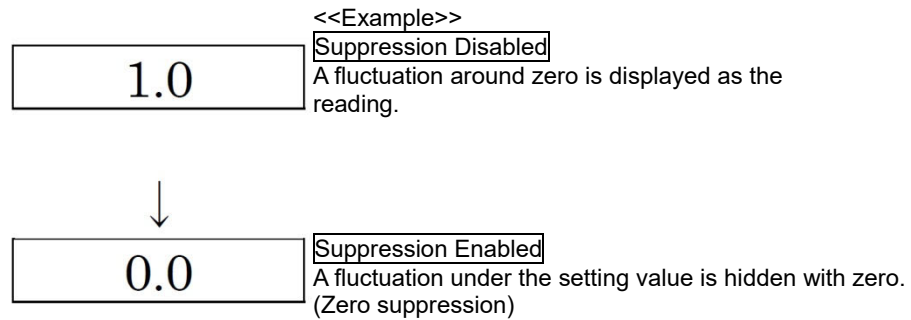 <<Example>>
Suppression Disabled
1.0
A fluctuation around zero is displayed as the
reading.
↓
Suppression Enabled
0.0
A fluctuation under the setting value is hidden with zero.
(Zero suppression)